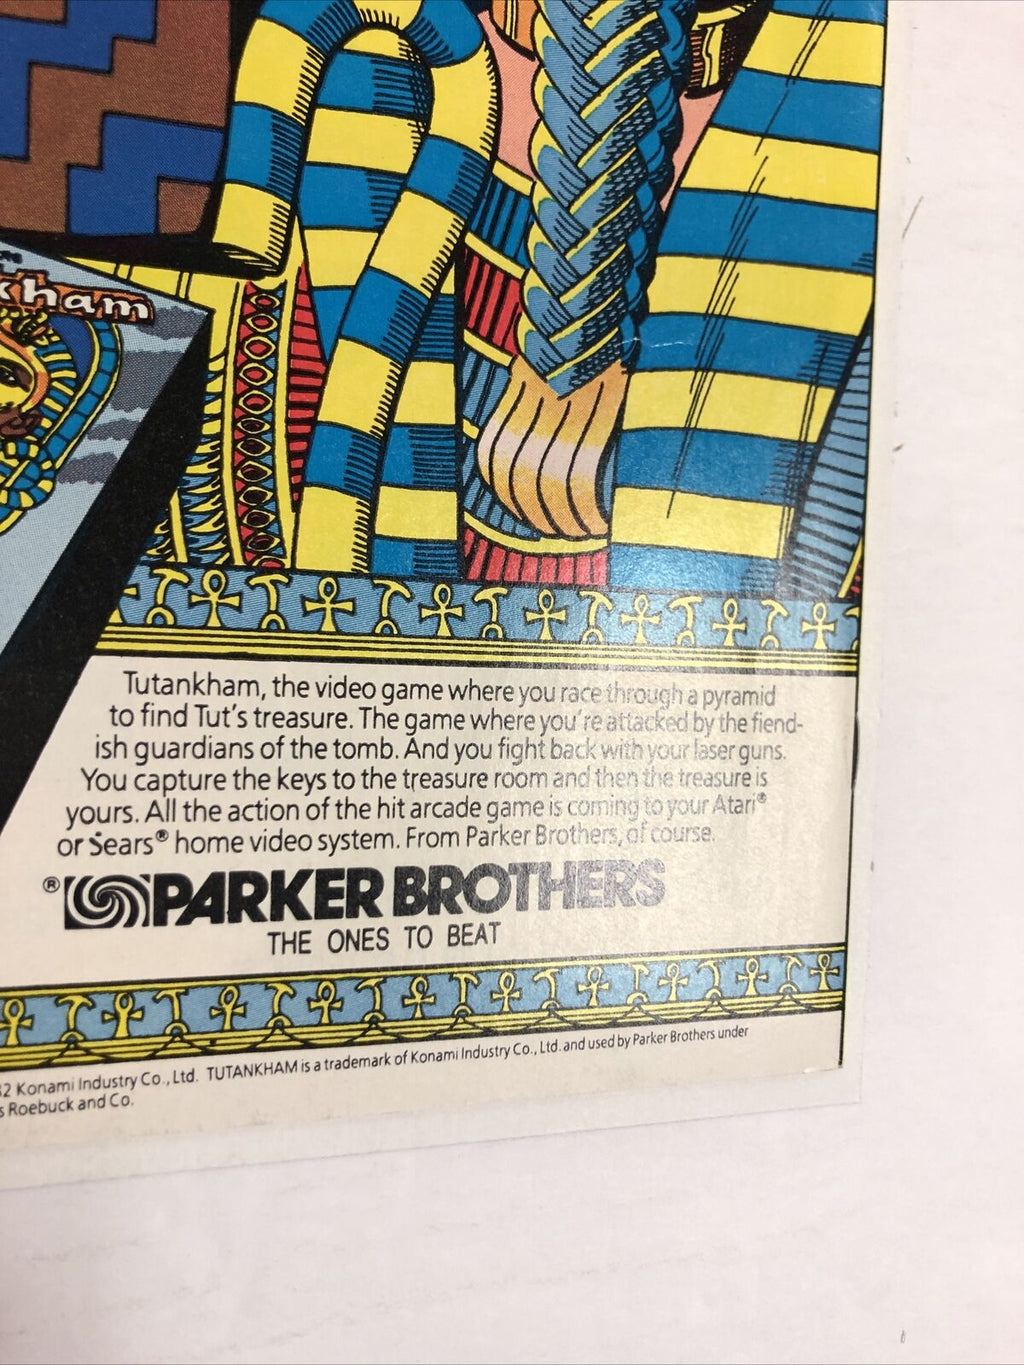 kham
Tutankham, the video game where you race through a pyramid
to find Tut's treasure. The game where you're attacked by the fiend-
ish guardians of the tomb. And you fight back with your laser guns.
You capture the keys to the treasure room and then the treasure is
yours. All the action of the hit arcade game is coming to your Atari®
or Sears® home video system. From Parker Brothers, of course.
® PARKER BROTHERS
THE ONES TO BEAT
82 Konami Industry Co., Ltd. TUTANKHAM is a trademark of Konami Industry Co., Ltd. and used by Parker Brothers under
s Roebuck and Co.